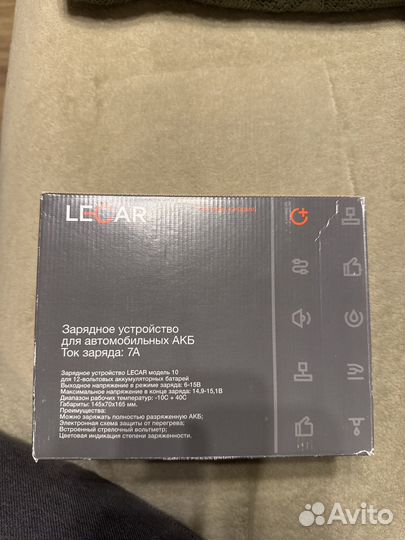 LECAR
Зарядное устройство
для автомобильных АКБ
Ток заряда: 7А
Зарядное устройство LECAR модель 10
для 12-вольтовых аккумуляторных батарей
Выходное напряжение в режиме заряда: 6-15В
Максимальное напряжение в конце заряда: 14,9-15,1В
Диапазон рабочих температур: -10С + 40С
Габариты: 145х70х165 мм.
Преимущества:
Можно заряжать полностью разряженную АКБ;
Электронная схема защиты от перегрева;
Встроенный стрелочный вольтметр;
Цветовая индикация степени заряженности.
Avito